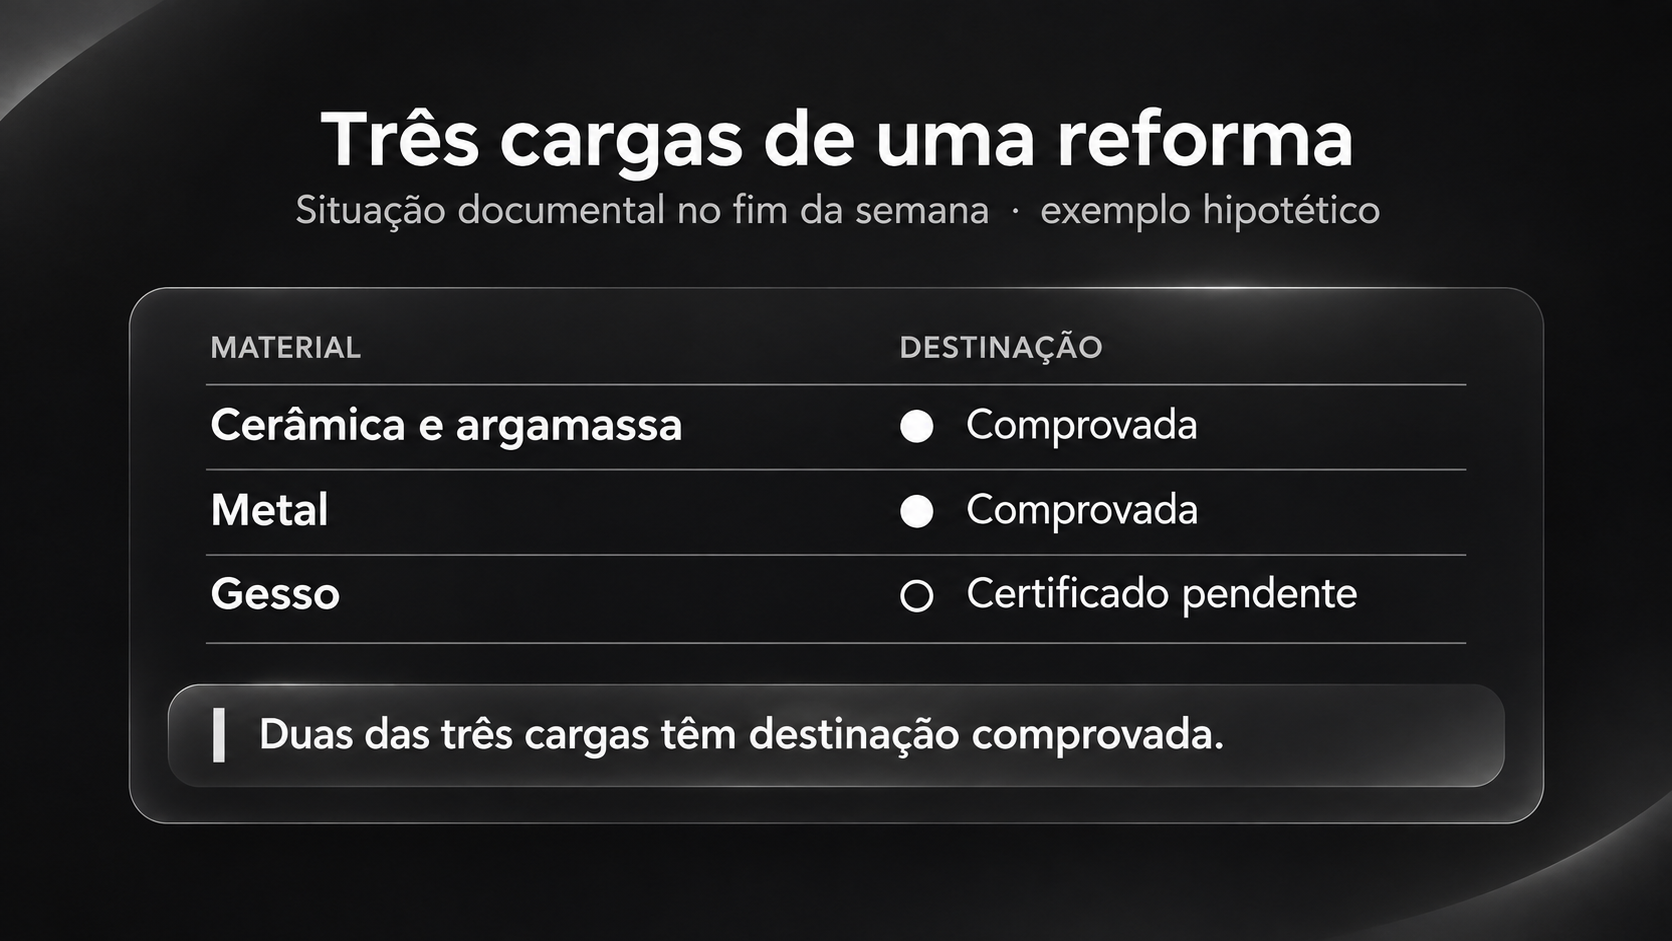 Três cargas de uma reforma
Situação documental no fim da semana · exemplo hipotético
MATERIAL DESTINAÇÃO
Cerâmica e argamassa Comprovada
Metal Comprovada
Gesso Certificado pendente
Duas das três cargas têm destinação comprovada.